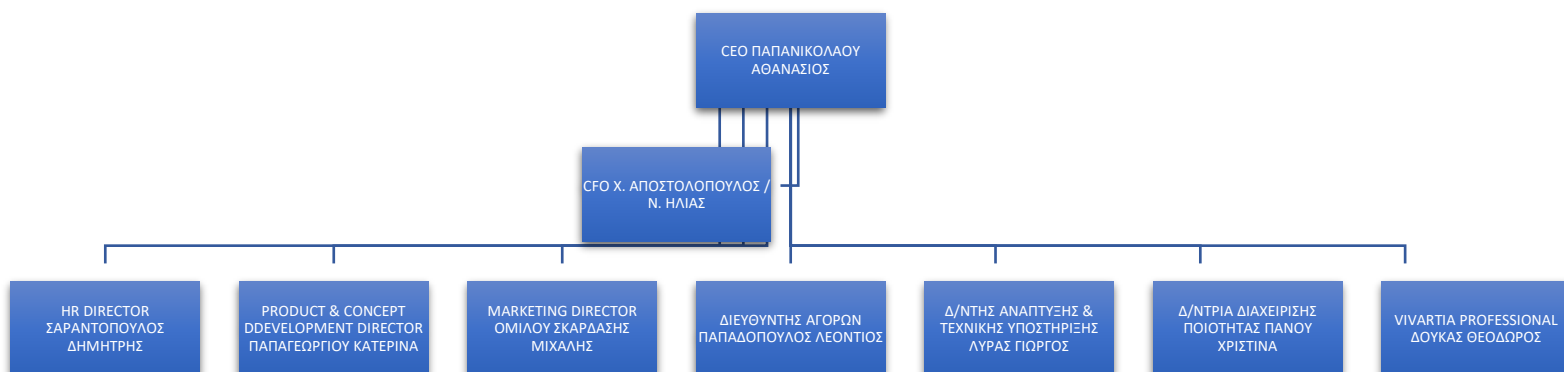 CEO ΠΑΠΑΝΙΚΟΛΑΟΥ
ΑΘΑΝΑΣΙΟΣ
CFO Χ. ΑΠΟΣΤΟΛΟΠΟΥΛΟΣ /
Ν. ΗΛΙΑΣ
HR DIRECTOR
ΣΑΡΑΝΤΟΠΟΥΛΟΣ
ΔΗΜΗΤΡΗΣ
PRODUCT & CONCEPT
DDEVELOPMENT DIRECTOR
ΠΑΠΑΓΕΩΡΓΙΟΥ ΚΑΤΕΡΙΝΑ
MARKETING DIRECTOR
ΟΜΙΛΟΥ ΣΚΑΡΔΑΣΗΣ
ΜΙΧΑΛΗΣ
ΔΙΕΥΘΥΝΤΗΣ ΑΓΟΡΩΝ
ΠΑΠΑΔΟΠΟΥΛΟΣ ΛΕΟΝΤΙΟΣ
Δ/ΝΤΗΣ ΑΝΑΠΤΥΞΗΣ &
ΤΕΧΝΙΚΗΣ ΥΠΟΣΤΗΡΙΞΗΣ
ΛΥΡΑΣ ΓΙΩΡΓΟΣ
Δ/ΝΤΡΙΑ ΔΙΑΧΕΙΡΙΣΗΣ
ΠΟΙΟΤΗΤΑΣ ΠΑΝΟΥ
ΧΡΙΣΤΙΝΑ
VIVARTIA PROFESSIONAL
ΔΟΥΚΑΣ ΘΕΟΔΩΡΟΣ